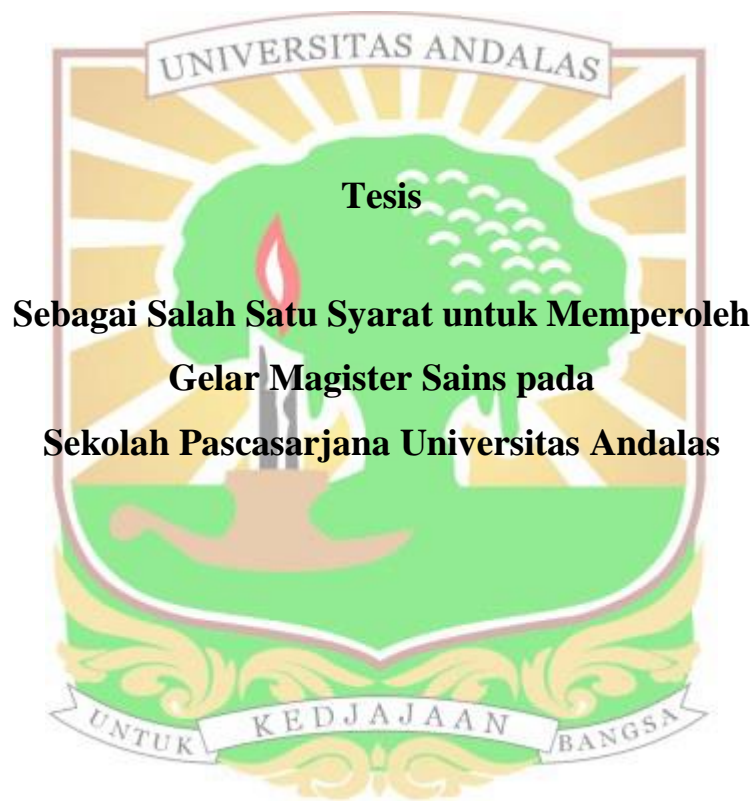 UNIVERSITAS ANDALAS
Tesis
Sebagai Salah Satu Syarat untuk Memperoleh
Gelar Magister Sains pada
Sekolah Pascasarjana Universitas Andalas
UNTUK KEDJAJAAN BANGSA